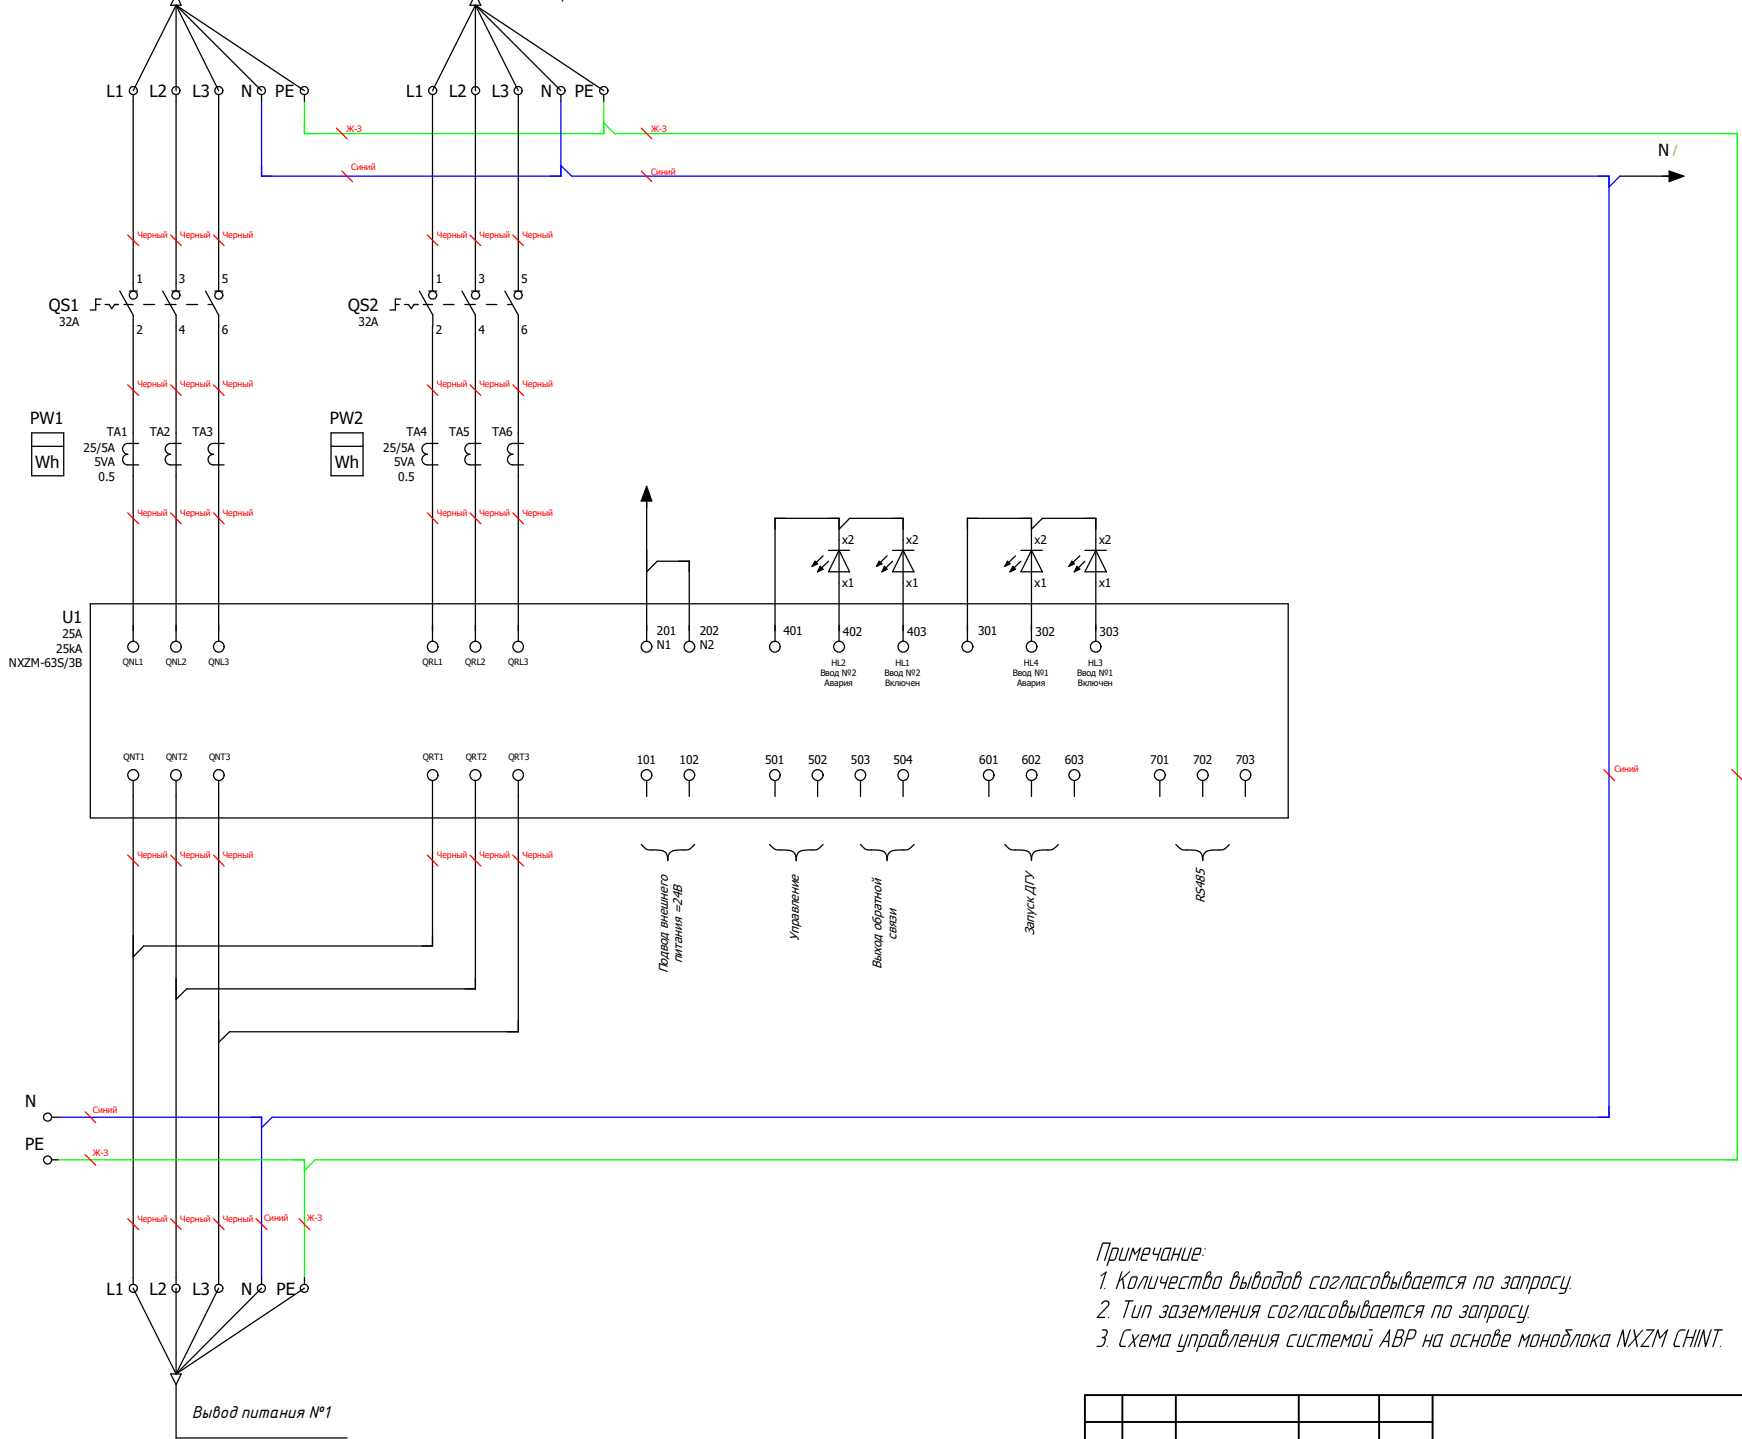 L1 L2 L3 N PE L1 L2 L3 N PE
Ж-З Ж-З
N /
Синий Синий
Черный Черный Черный Черный Черный Черный
1 3 5 1 3 5
QS1 QS2
32A 32A
2 4 6 2 4 6
Черный Черный Черный Черный Черный Черный
PW1 PW2
TA1 TA2 TA3 TA4 TA5 TA6
25/5A 25/5A
Wh 5VA Wh 5VA
0.5 0.5
Черный Черный Черный Черный Черный Черный
x2 x2 x2 x2
x1 x1 x1 x1
U1
25A
25kA
NXZM-63S/3B
201 202 401 402 403 301 302 303
N1 N2
QNL1 QNL2 QNL3 QRL1 QRL2 QRL3
HL2 HL1 HL4 HL3
Ввод №2 Ввод №2 Ввод №1 Ввод №1
Авария Включен Авария Включен
QNT1 QNT2 QNT3 QRT1 QRT2 QRT3
101 102 501 502 503 504 601 602 603 701 702 703
Синий
Черный Черный Черный Черный Черный Черный
Подвод внешнего
питания =24В
Управление
Выход обратной
связи
Запуск ДГУ
RS485
N
Синий
PE
Ж-З
Черный Черный Черный Синий Ж-З
L1 L2 L3 N PE
Вывод питания №1
Примечание:
1. Количество выводов согласовывается по запросу.
2. Тип заземления согласовывается по запросу.
3. Схема управления системой АВР на основе моноблока NXZM CHINT.